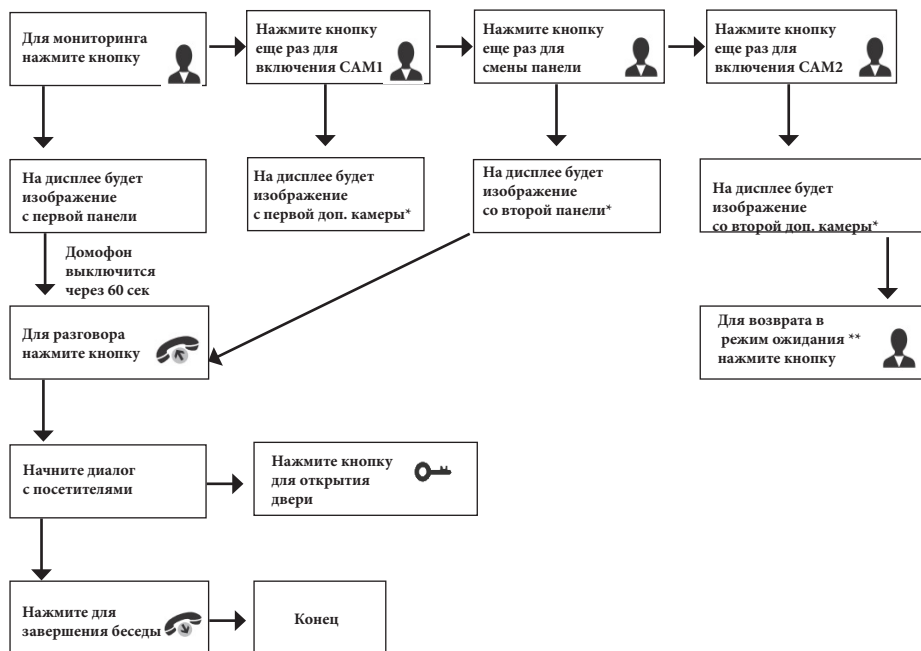 Для мониторинга
нажмите кнопку
Нажмите кнопку
еще раз для
включения CAM1
Нажмите кнопку
еще раз для
смены панели
Нажмите кнопку
еще раз для
включения CAM2
На дисплее будет
изображение
с первой панели
На дисплее будет
изображение
с первой доп. камеры*
На дисплее будет
изображение
со второй панели*
На дисплее будет
изображение
со второй доп. камеры*
Домофон
выключится
через 60 сек
Для разговора
нажмите кнопку
Для возврата в
режим ожидания **
нажмите кнопку
Начните диалог
с посетителями
Нажмите кнопку
для открытия
двери
Нажмите для
завершения беседы
Конец